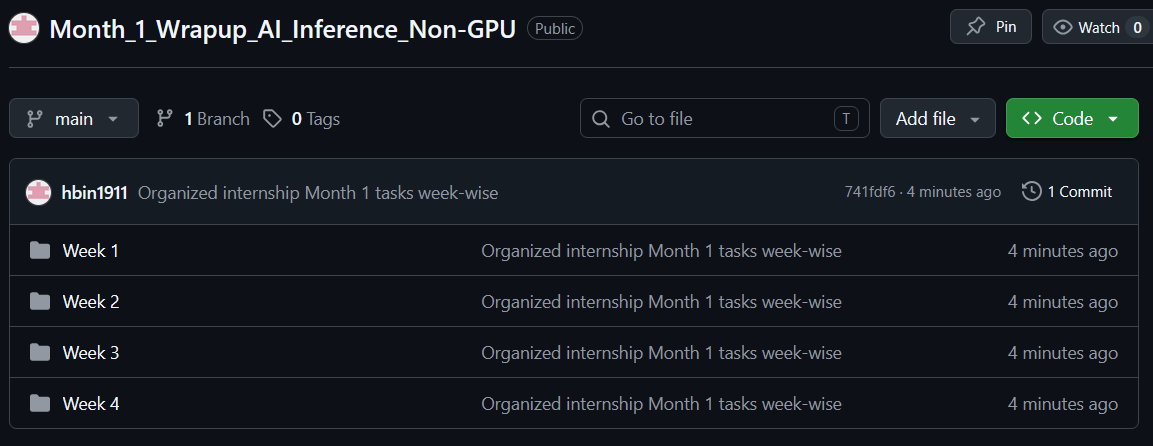 Month_1_Wrapup_AI_Inference_Non-GPU Public Pin Watch 0
main 1 Branch 0 Tags Go to file T Add file Code
hbin1911 Organized internship Month 1 tasks week-wise 741fdf6 · 4 minutes ago 1 Commit
Week 1 Organized internship Month 1 tasks week-wise 4 minutes ago
Week 2 Organized internship Month 1 tasks week-wise 4 minutes ago
Week 3 Organized internship Month 1 tasks week-wise 4 minutes ago
Week 4 Organized internship Month 1 tasks week-wise 4 minutes ago